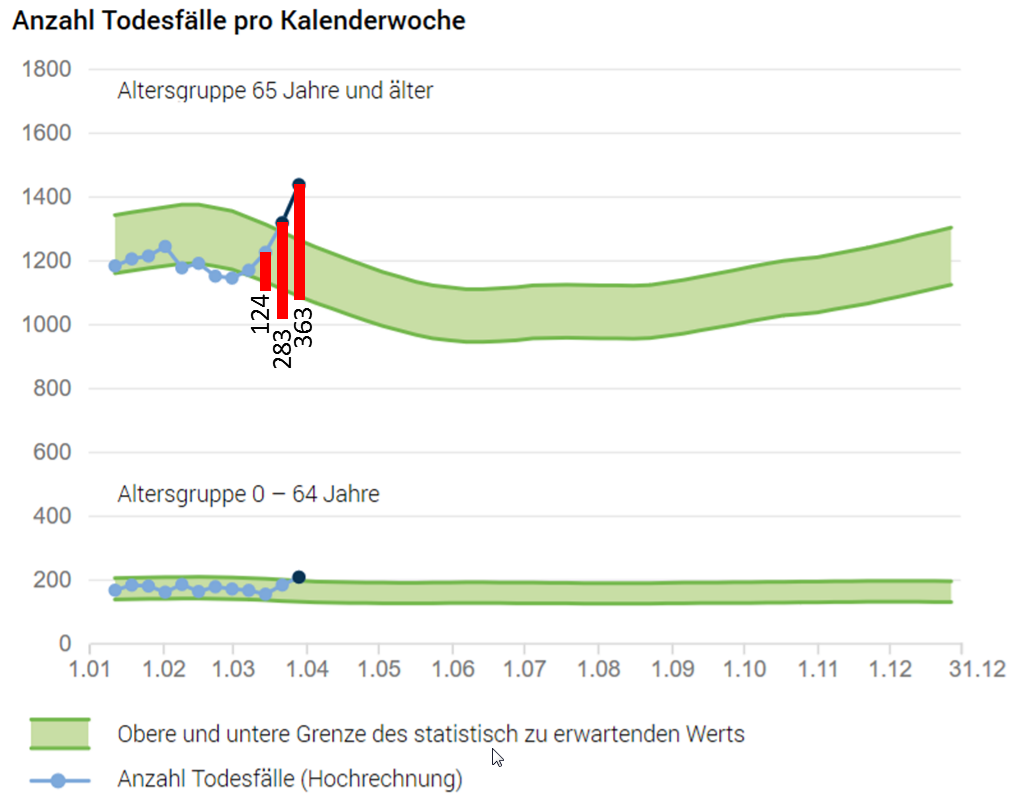 Anzahl Todesfälle pro Kalenderwoche
1800
Altersgruppe 65 Jahre und älter
1600
1400
1200
1000
124
283
363
800
600
Altersgruppe 0 – 64 Jahre
400
200
0
1.01 1.02 1.03 1.04 1.05 1.06 1.07 1.08 1.09 1.10 1.11 1.12 31.12
Obere und untere Grenze des statistisch zu erwartenden Werts
Anzahl Todesfälle (Hochrechnung)